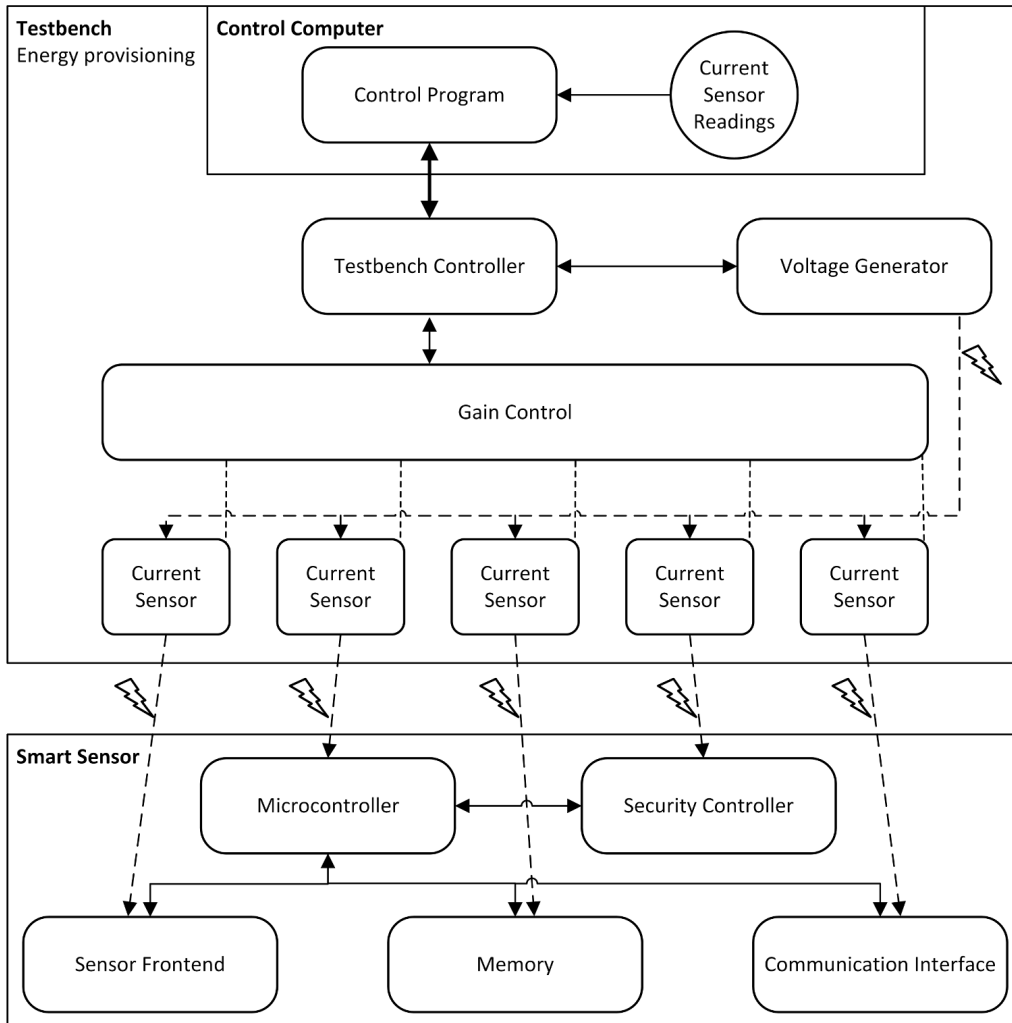 Testbench
Energy provisioning
Control Computer
Control Program
Current
Sensor
Readings
Testbench Controller
Voltage Generator
Gain Control
Current
Sensor
Current
Sensor
Current
Sensor
Current
Sensor
Current
Sensor
Smart Sensor
Microcontroller
Security Controller
Sensor Frontend
Memory
Communication Interface